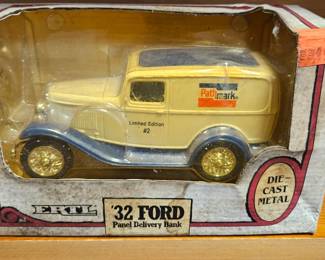 Pathmark
Limited Edition
#2
DIE-
CAST
METAL
ERTL
'32 FORD
Panel Delivery Bank